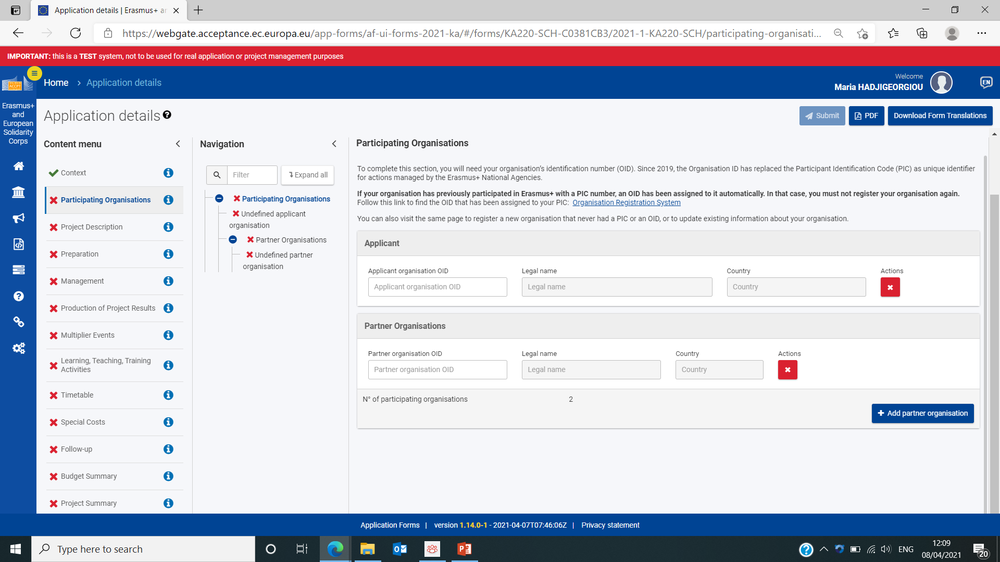 Application details | Erasmus+ ar
https://webgate.acceptance.ec.europa.eu/app-forms/af-ui-forms-2021-ka/#/forms/KA220-SCH-C0381CB3/2021-1-KA220-SCH/participating-organisati...
IMPORTANT: this is a TEST system, not to be used for real application or project management purposes
Home > Application details
Welcome
Maria HADJIGEORGIOU
EN
Erasmus+
and
European
Solidarity
Corps
Application details
Submit
PDF
Download Form Translations
Content menu
Context
Participating Organisations
Project Description
Preparation
Management
Production of Project Results
Multiplier Events
Learning, Teaching, Training
Activities
Timetable
Special Costs
Follow-up
Budget Summary
Project Summary
Navigation
Filter
Expand all
Participating Organisations
Undefined applicant
organisation
Partner Organisations
Undefined partner
organisation
Participating Organisations
To complete this section, you will need your organisation's identification number (OID). Since 2019, the Organisation ID has replaced the Participant Identification Code (PIC) as unique identifier
for actions managed by the Erasmus+ National Agencies.
If your organisation has previously participated in Erasmus+ with a PIC number, an OID has been assigned to it automatically. In that case, you must not register your organisation again.
Follow this link to find the OID that has been assigned to your PIC: Organisation Registration System
You can also visit the same page to register a new organisation that never had a PIC or an OID, or to update existing information about your organisation.
Applicant
Applicant organisation OID Legal name Country Actions
Applicant organisation OID Legal name Country
Partner Organisations
Partner organisation OID Legal name Country Actions
Partner organisation OID Legal name Country
N° of participating organisations 2
+ Add partner organisation
Application Forms | version 1.14.0-1 - 2021-04-07T07:46:06Z | Privacy statement
Type here to search
ENG
12:09
08/04/2021
20